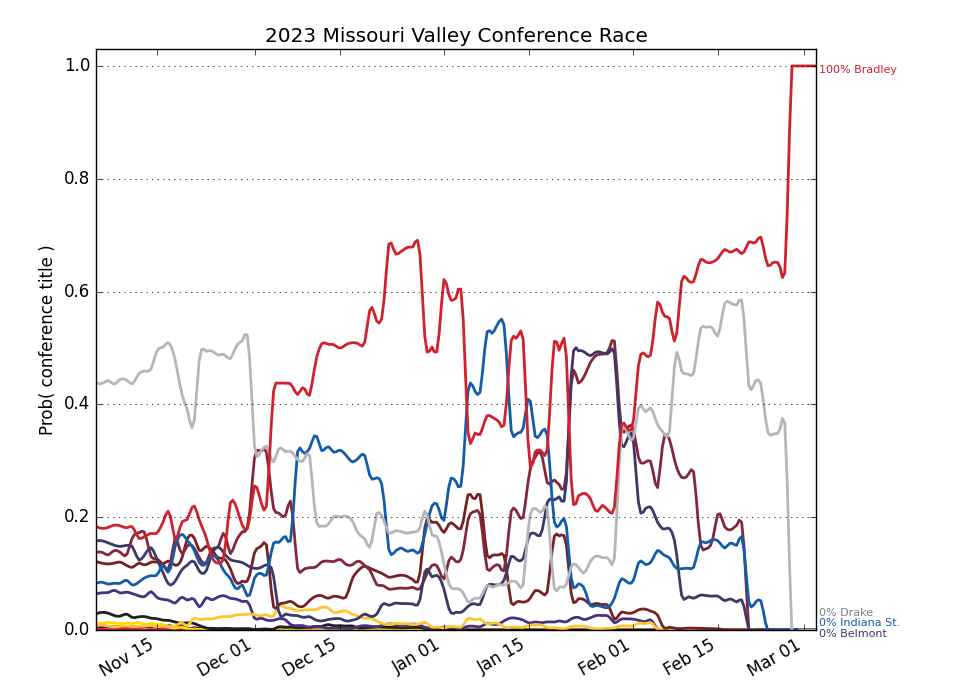 2023 Missouri Valley Conference Race
1.0
100% Bradley
0.8
0.6
Prob( conference title )
0.4
0.2
0% Drake
0% Indiana St.
0.0
0% Belmont
Nov 15
Dec 01
Dec 15
Jan 01
Jan 15
Feb 01
Feb 15
Mar 01